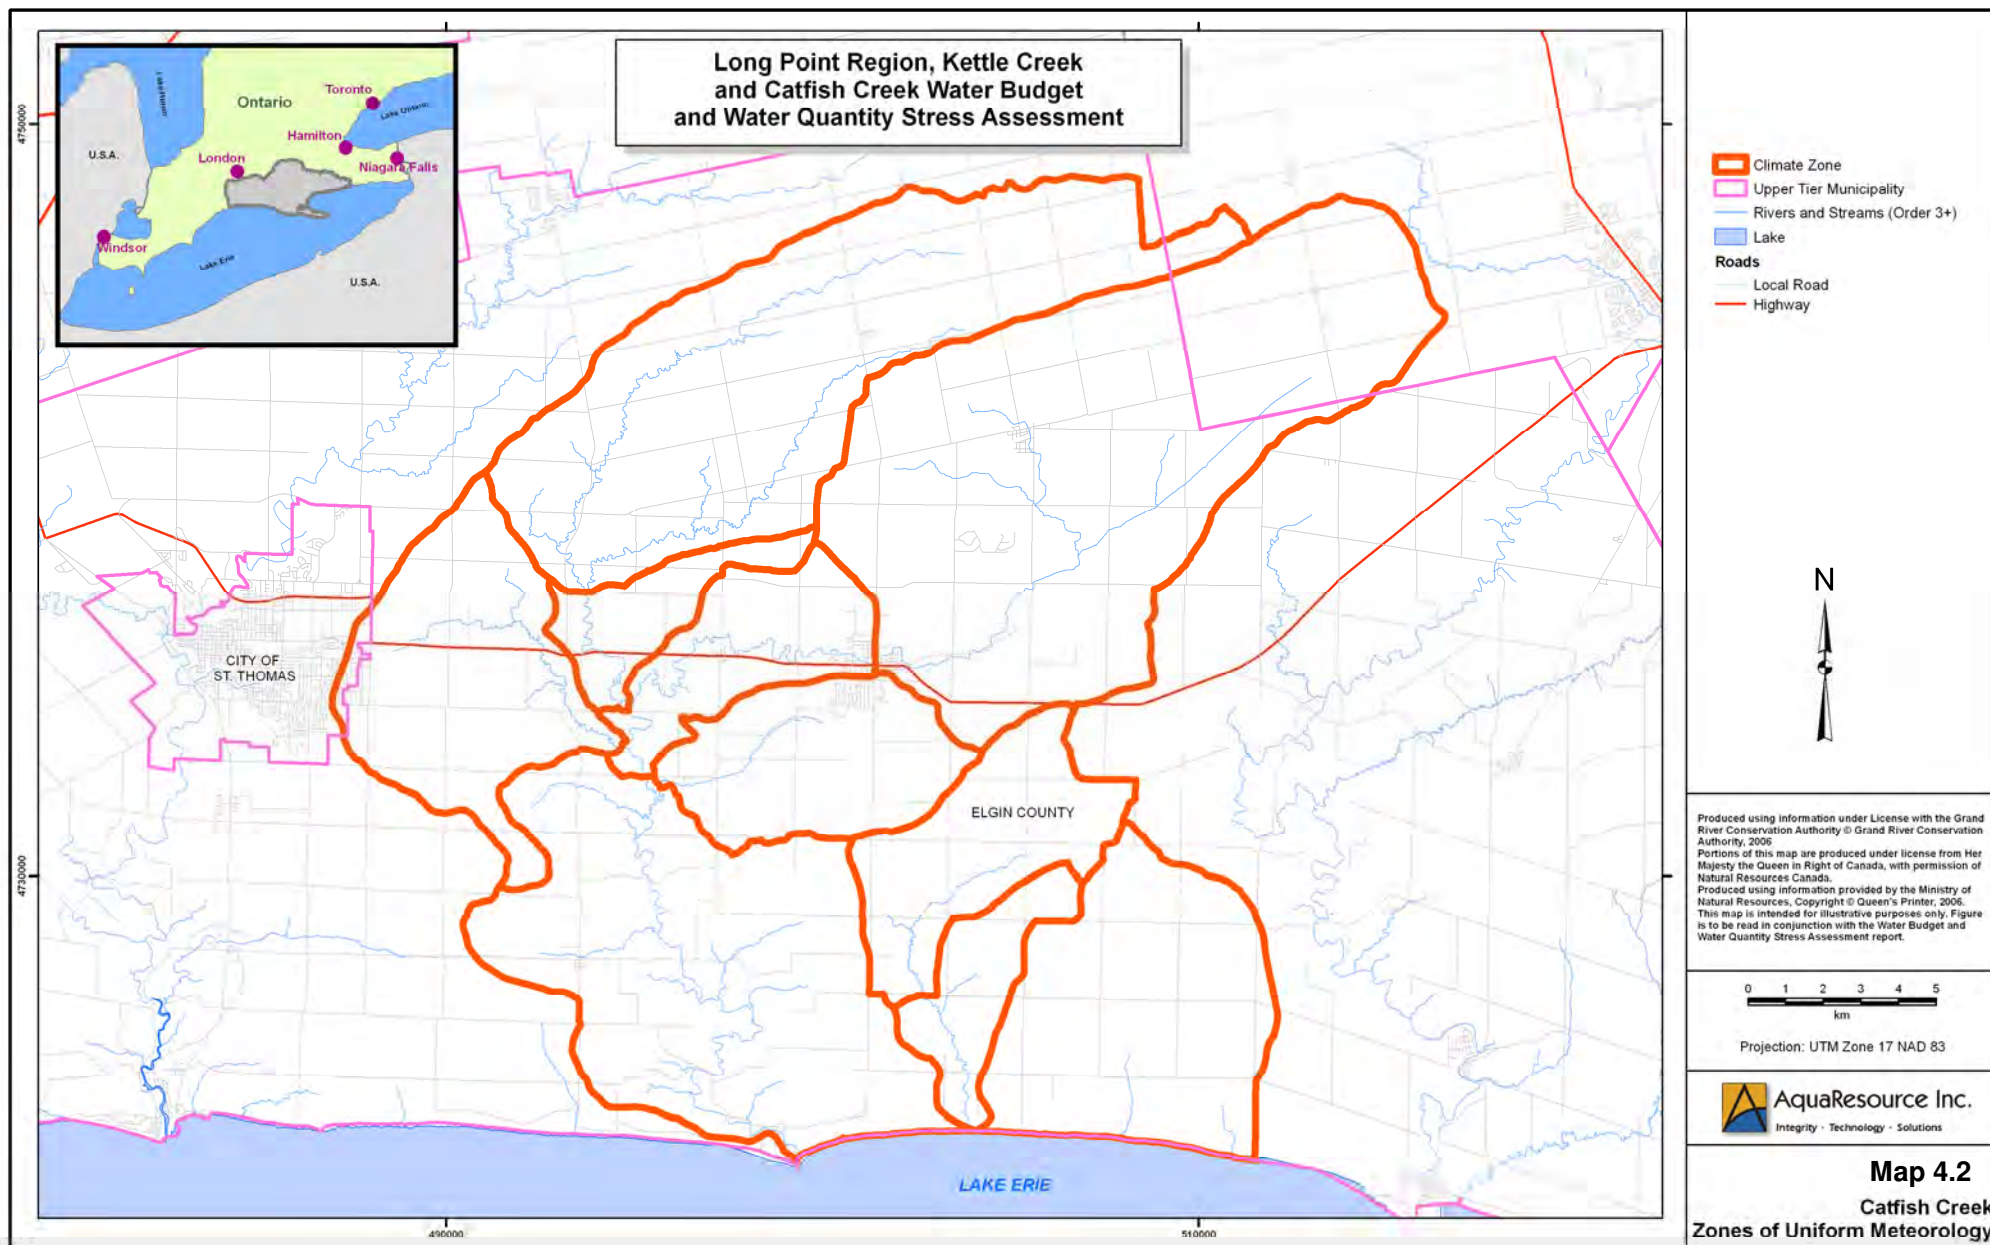 Long Point Region, Kettle Creek
and Catfish Creek Water Budget
and Water Quantity Stress Assessment
Ontario
Toronto
Lake Ontario
Hamilton
U.S.A.
London
Niagara Falls
Windsor
Lake Erie
U.S.A.
4750000
4730000
490000
510000
CITY OF
ST. THOMAS
ELGIN COUNTY
LAKE ERIE
Climate Zone
Upper Tier Municipality
Rivers and Streams (Order 3+)
Lake
Roads
Local Road
Highway
N
Produced using information under License with the Grand
River Conservation Authority © Grand River Conservation
Authority, 2006
Portions of this map are produced under license from Her
Majesty the Queen in Right of Canada, with permission of
Natural Resources Canada.
Produced using information provided by the Ministry of
Natural Resources, Copyright © Queen's Printer, 2006.
This map is intended for illustrative purposes only. Figure
is to be read in conjunction with the Water Budget and
Water Quantity Stress Assessment report.
0 1 2 3 4 5
km
Projection: UTM Zone 17 NAD 83
AquaResource Inc.
Integrity · Technology · Solutions
Map 4.2
Catfish Creek
Zones of Uniform Meteorology